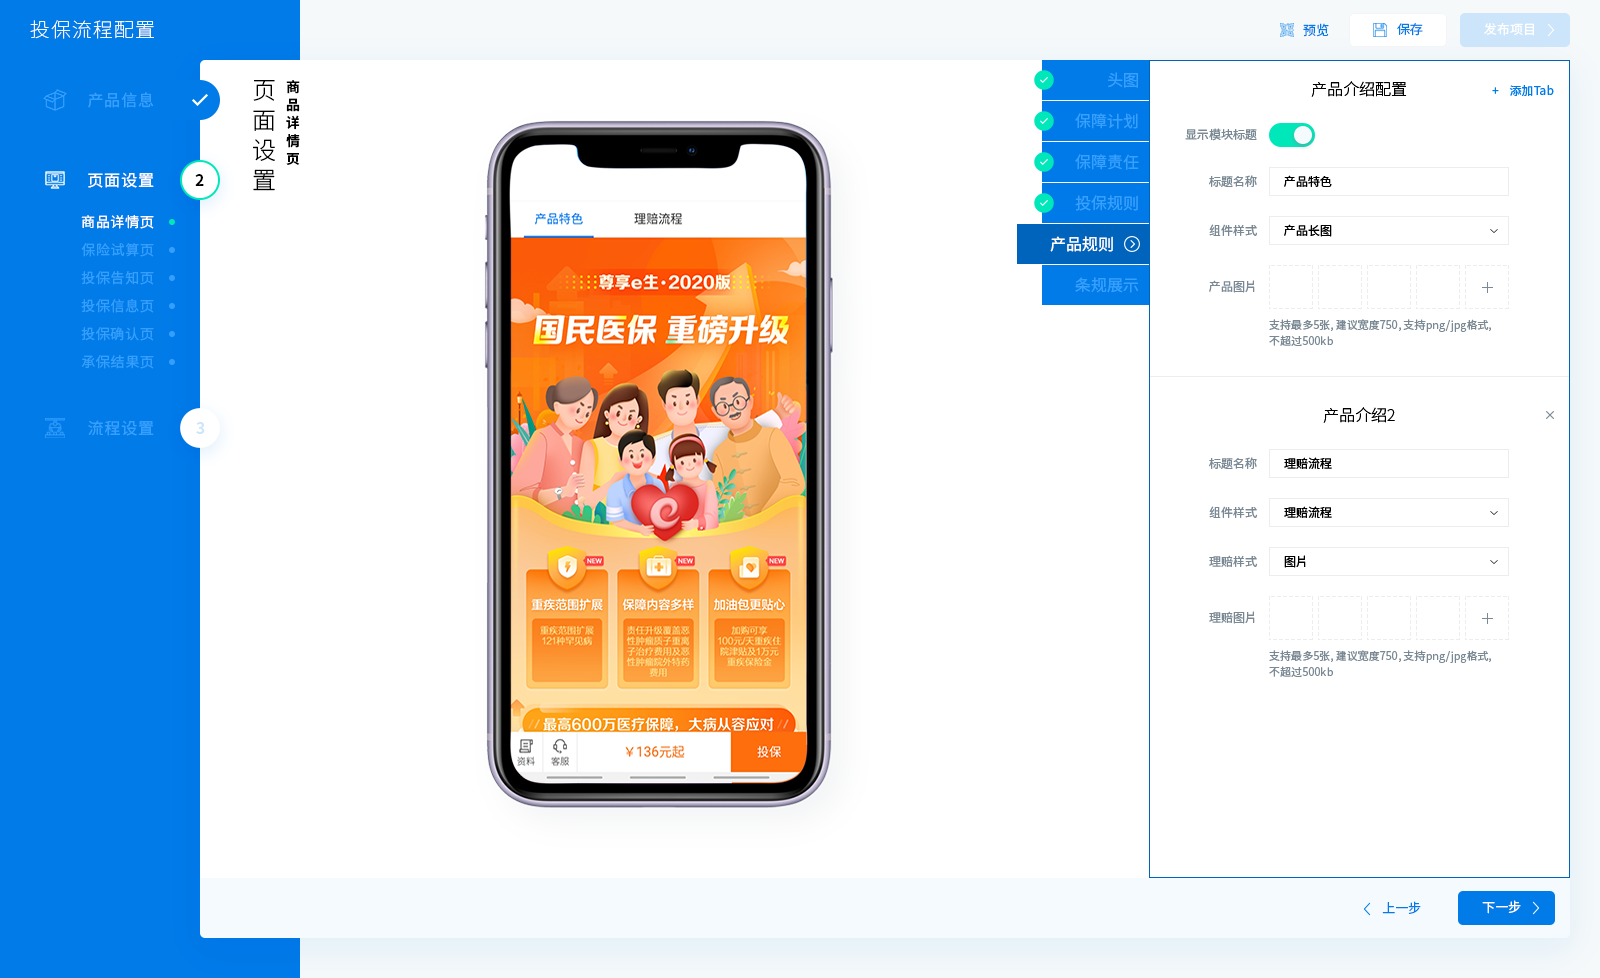 投保流程配置
预览
保存
发布项目
产品信息
页面设置
2
商品详情页
保险试算页
投保告知页
投保信息页
投保确认页
承保结果页
流程设置
3
页面设置
商品详情页
产品特色
理赔流程
尊享e生·2020版
国民医保 重磅升级
NEW
NEW
NEW
重疾范围扩展
保障内容多样
加油包更贴心
重疾范围扩展
121种罕见病
责任升级覆盖恶
性肿瘤质子重离
子治疗费用及恶
性肿瘤院外特药
费用
加购可享
100元/天重疾住
院津贴及1万元
重疾保险金
// 最高600万医疗保障，大病从容应对 //
资料
客服
￥136元起
投保
头图
保障计划
保障责任
投保规则
产品规则
条规展示
产品介绍配置
+ 添加Tab
显示模块标题
标题名称
产品特色
组件样式
产品长图
产品图片
支持最多5张, 建议宽度750, 支持png/jpg格式,
不超过500kb
产品介绍2
标题名称
理赔流程
组件样式
理赔流程
理赔样式
图片
理赔图片
支持最多5张, 建议宽度750, 支持png/jpg格式,
不超过500kb
上一步
下一步